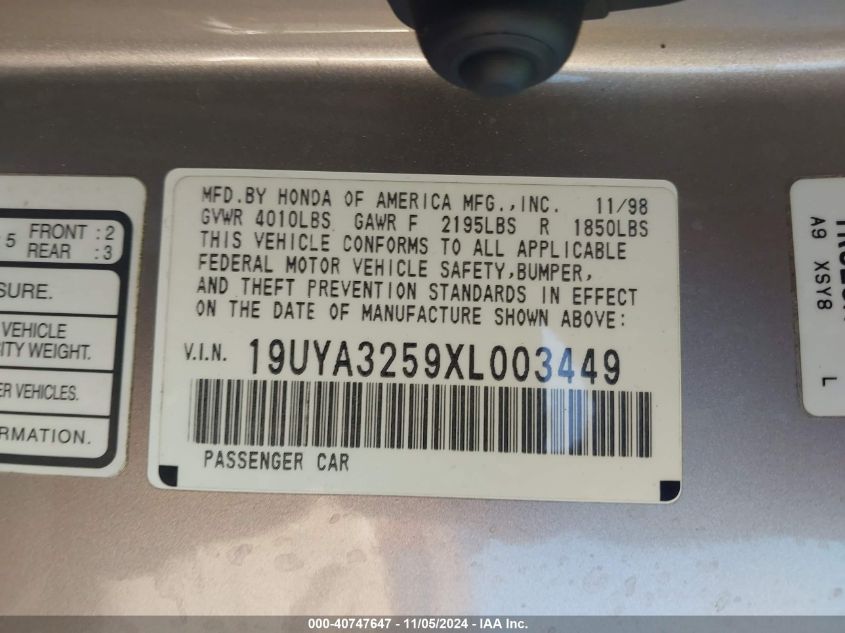 MFD.BY HONDA OF AMERICA MFG.,INC. 11/98
GVWR 4010LBS GAWR F 2195LBS R 1850LBS
THIS VEHICLE CONFORMS TO ALL APPLICABLE
FEDERAL MOTOR VEHICLE SAFETY,BUMPER,
AND THEFT PREVENTION STANDARDS IN EFFECT
ON THE DATE OF MANUFACTURE SHOWN ABOVE:
V.I.N. 19UYA3259XL003449
PASSENGER CAR
5 FRONT : 2
REAR : 3
SURE.
VEHICLE
ITY WEIGHT.
ER VEHICLES.
RMATION.
A9 XSY8 L
000-40747647 - 11/05/2024 - IAA Inc.